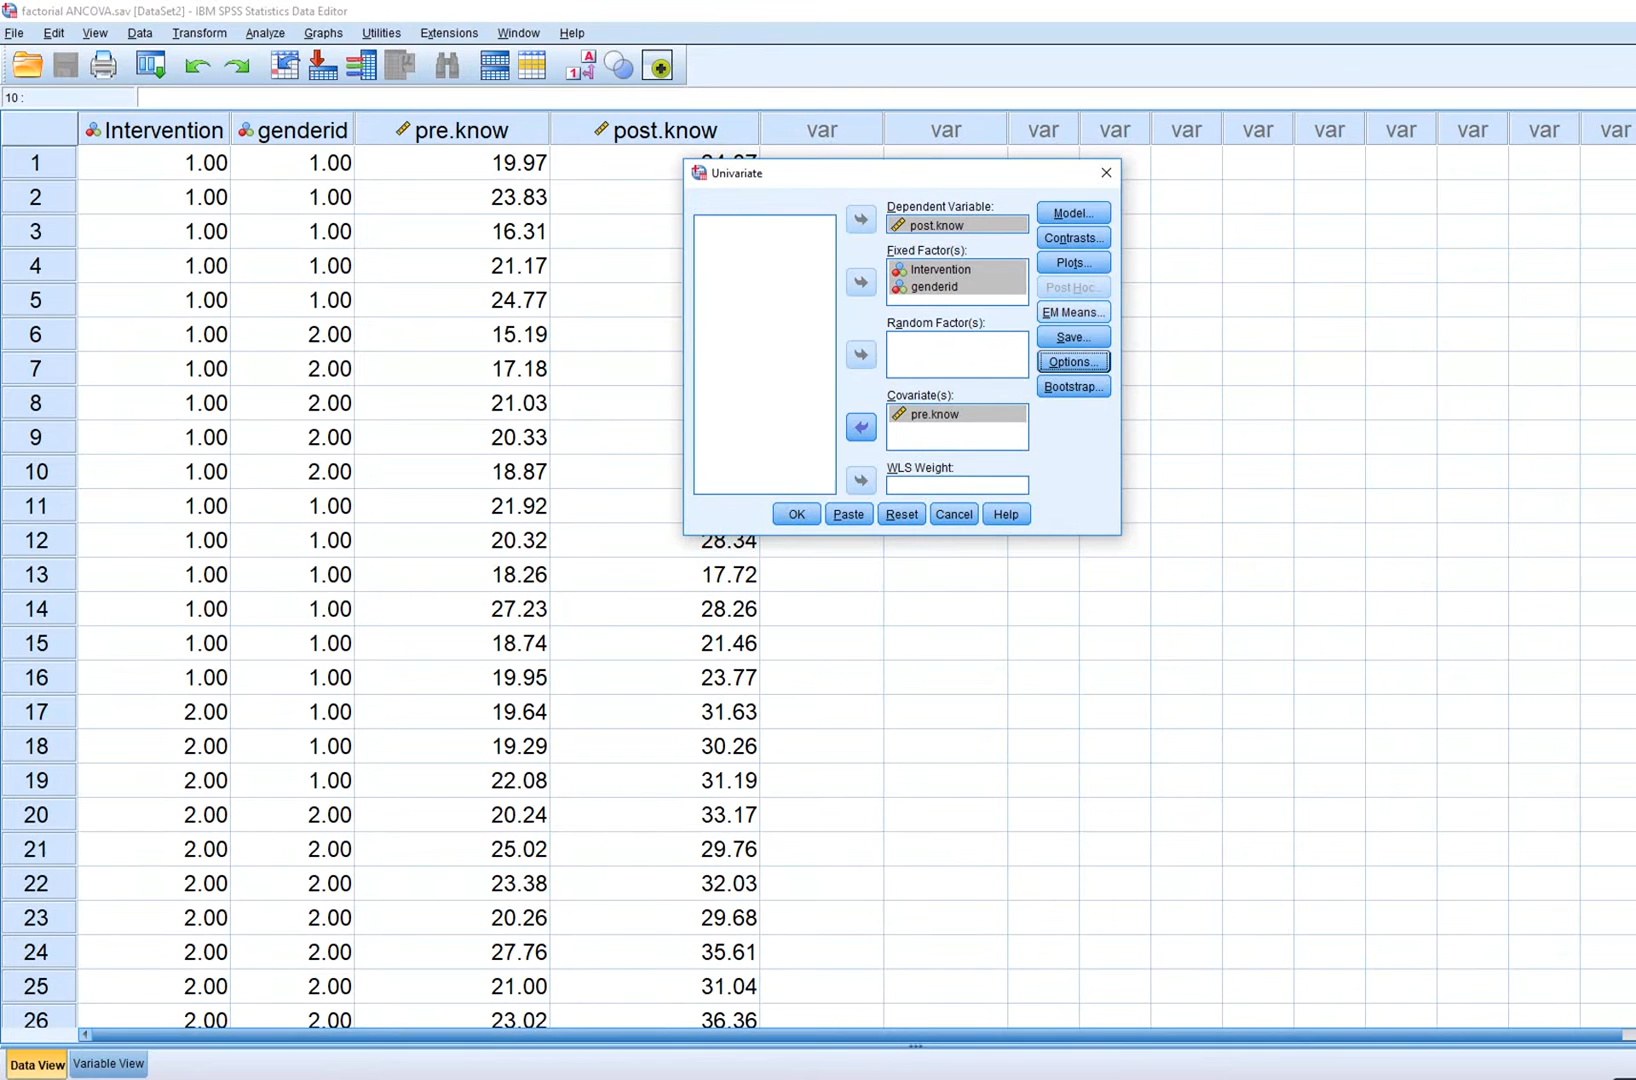 factorial ANCOVA.sav [DataSet2] - IBM SPSS Statistics Data Editor
File Edit View Data Transform Analyze Graphs Utilities Extensions Window Help
10 :
Intervention genderid pre.know post.know var var var var var var var var var var var
1 1.00 1.00 19.97
2 1.00 1.00 23.83
3 1.00 1.00 16.31
4 1.00 1.00 21.17
5 1.00 1.00 24.77
6 1.00 2.00 15.19
7 1.00 2.00 17.18
8 1.00 2.00 21.03
9 1.00 2.00 20.33
10 1.00 2.00 18.87
11 1.00 1.00 21.92
12 1.00 1.00 20.32 28.34
13 1.00 1.00 18.26 17.72
14 1.00 1.00 27.23 28.26
15 1.00 1.00 18.74 21.46
16 1.00 1.00 19.95 23.77
17 2.00 1.00 19.64 31.63
18 2.00 1.00 19.29 30.26
19 2.00 1.00 22.08 31.19
20 2.00 2.00 20.24 33.17
21 2.00 2.00 25.02 29.76
22 2.00 2.00 23.38 32.03
23 2.00 2.00 20.26 29.68
24 2.00 2.00 27.76 35.61
25 2.00 2.00 21.00 31.04
26 2.00 2.00 23.02 36.36
Univariate
Dependent Variable:
post.know
Fixed Factor(s):
Intervention
genderid
Random Factor(s):
Covariate(s):
pre.know
WLS Weight:
Model...
Contrasts...
Plots...
Post Hoc...
EM Means...
Save...
Options...
Bootstrap...
OK Paste Reset Cancel Help
Data View Variable View